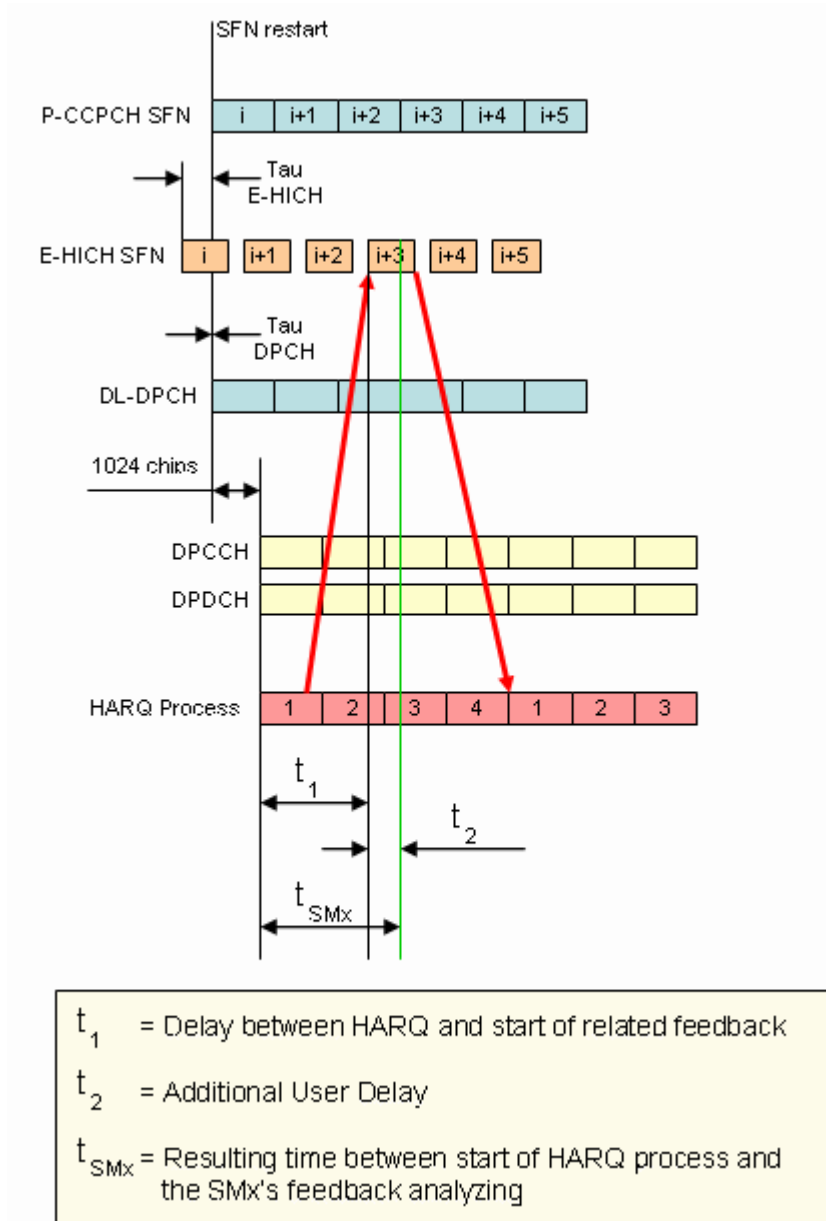 SFN restart
P-CCPCH SFN i i+1 i+2 i+3 i+4 i+5
Tau
E-HICH
E-HICH SFN i i+1 i+2 i+3 i+4 i+5
Tau
DPCH
DL-DPCH
1024 chips
DPCCH
DPDCH
HARQ Process 1 2 3 4 1 2 3
t1
t2
tSMx
t1 = Delay between HARQ and start of related feedback
t2 = Additional User Delay
tSMx = Resulting time between start of HARQ process and
the SMx's feedback analyzing